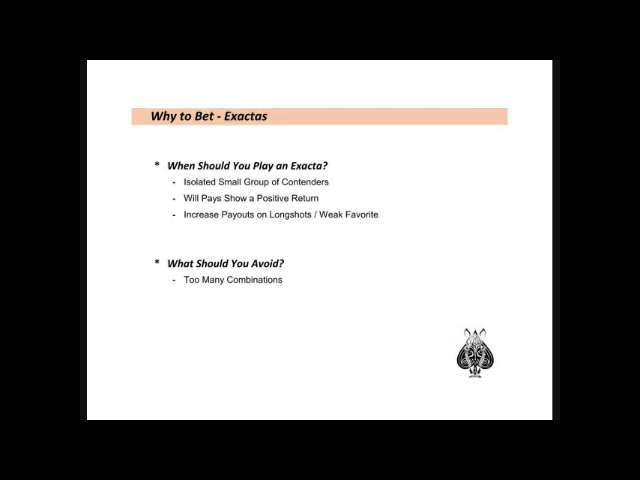 Why to Bet - Exactas
* When Should You Play an Exacta?
- Isolated Small Group of Contenders
- Will Pays Show a Positive Return
- Increase Payouts on Longshots / Weak Favorite
* What Should You Avoid?
- Too Many Combinations